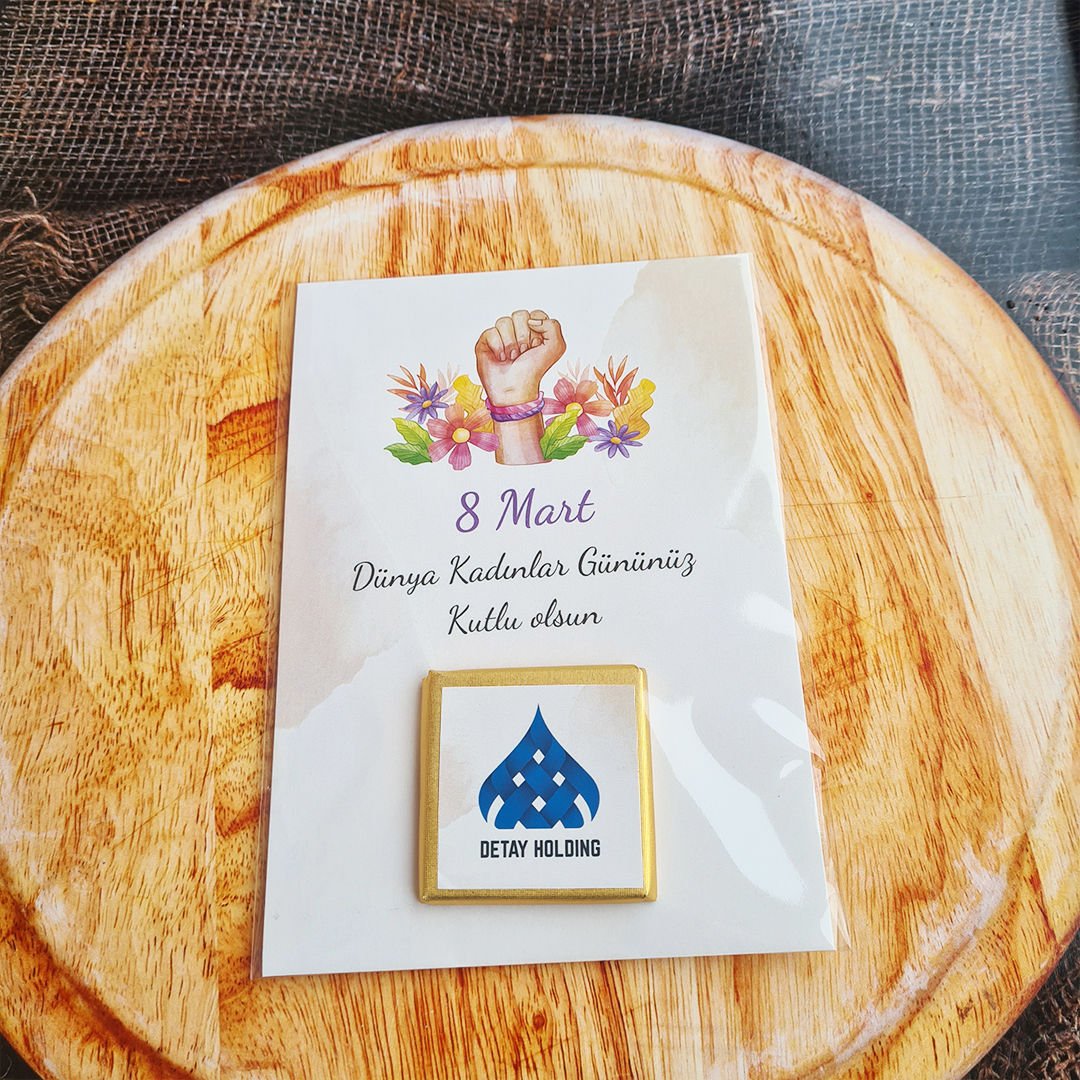 8 Mart
Dünya Kadınlar Gününüz
Kutlu olsun
DETAY HOLDING